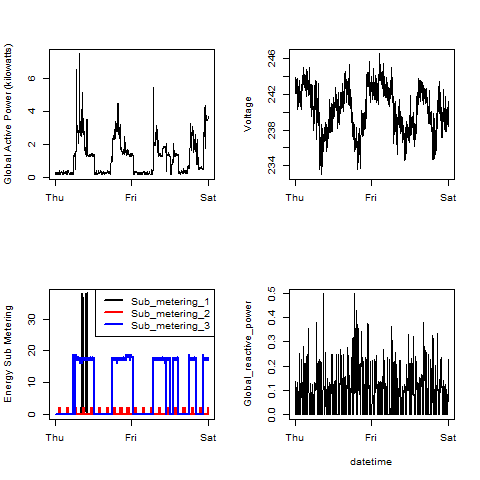 Global Active Power (kilowatts)
0 2 4 6
Thu Fri Sat
Voltage
234 238 242 246
Thu Fri Sat
Energy Sub Metering
0 10 20 30
Sub_metering_1
Sub_metering_2
Sub_metering_3
Thu Fri Sat
Global_reactive_power
0.0 0.1 0.2 0.3 0.4 0.5
Thu Fri Sat
datetime